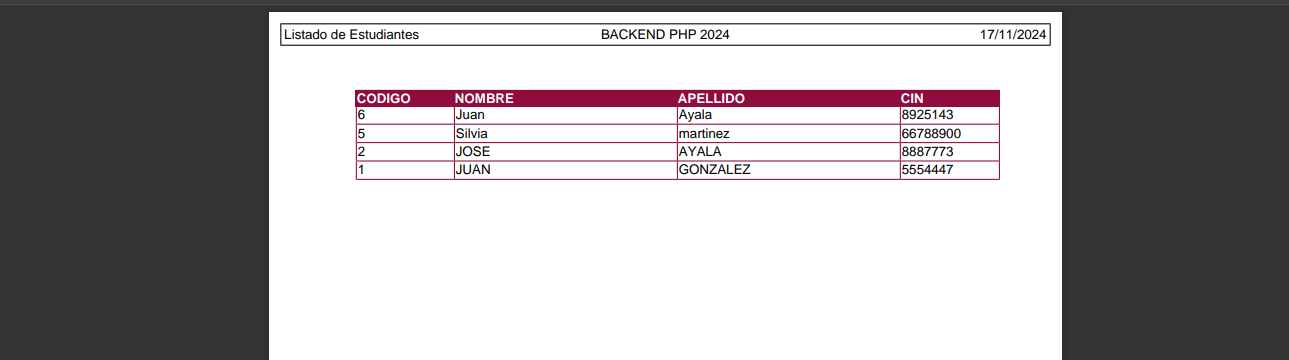 Listado de Estudiantes BACKEND PHP 2024 17/11/2024
CODIGO NOMBRE APELLIDO CIN
6 Juan Ayala 8925143
5 Silvia martinez 66788900
2 JOSE AYALA 8887773
1 JUAN GONZALEZ 5554447